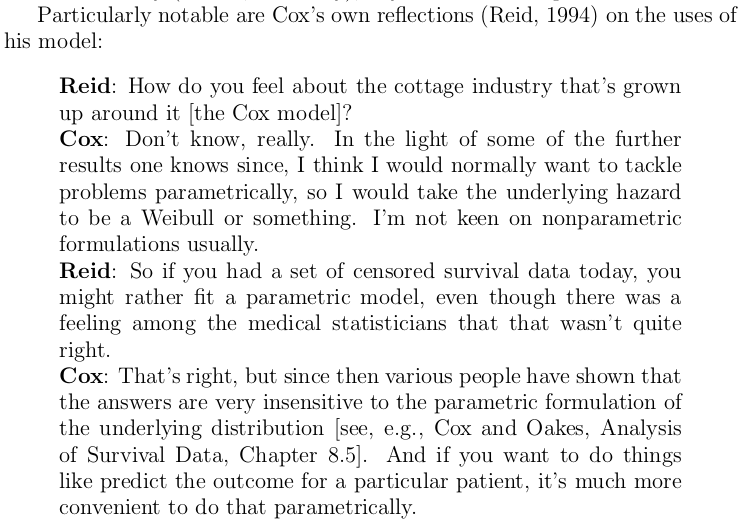 Particularly notable are Cox's own reflections (Reid, 1994) on the uses of
his model:
Reid: How do you feel about the cottage industry that's grown
up around it [the Cox model]?
Cox: Don't know, really. In the light of some of the further
results one knows since, I think I would normally want to tackle
problems parametrically, so I would take the underlying hazard
to be a Weibull or something. I'm not keen on nonparametric
formulations usually.
Reid: So if you had a set of censored survival data today, you
might rather fit a parametric model, even though there was a
feeling among the medical statisticians that that wasn't quite
right.
Cox: That's right, but since then various people have shown that
the answers are very insensitive to the parametric formulation of
the underlying distribution [see, e.g., Cox and Oakes, Analysis
of Survival Data, Chapter 8.5]. And if you want to do things
like predict the outcome for a particular patient, it's much more
convenient to do that parametrically.